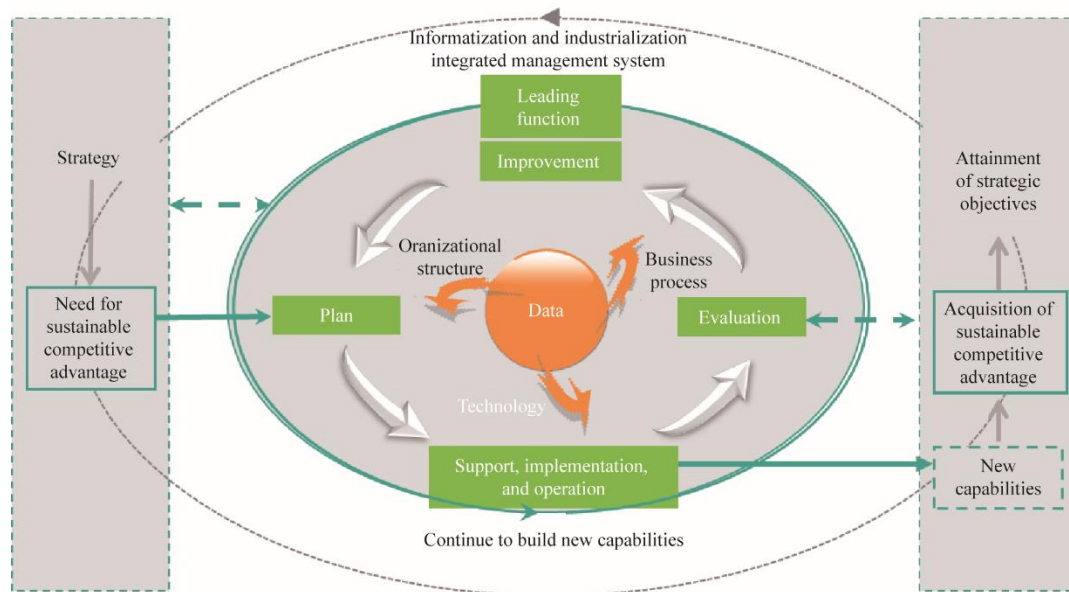 Informatization and industrialization
integrated management system
Leading
function
Improvement
Strategy
Need for
sustainable
competitive
advantage
Plan
Oranizational
structure
Data
Business
process
Technology
Evaluation
Support, implementation,
and operation
Continue to build new capabilities
Attainment
of strategic
objectives
Acquisition of
sustainable
competitive
advantage
New
capabilities